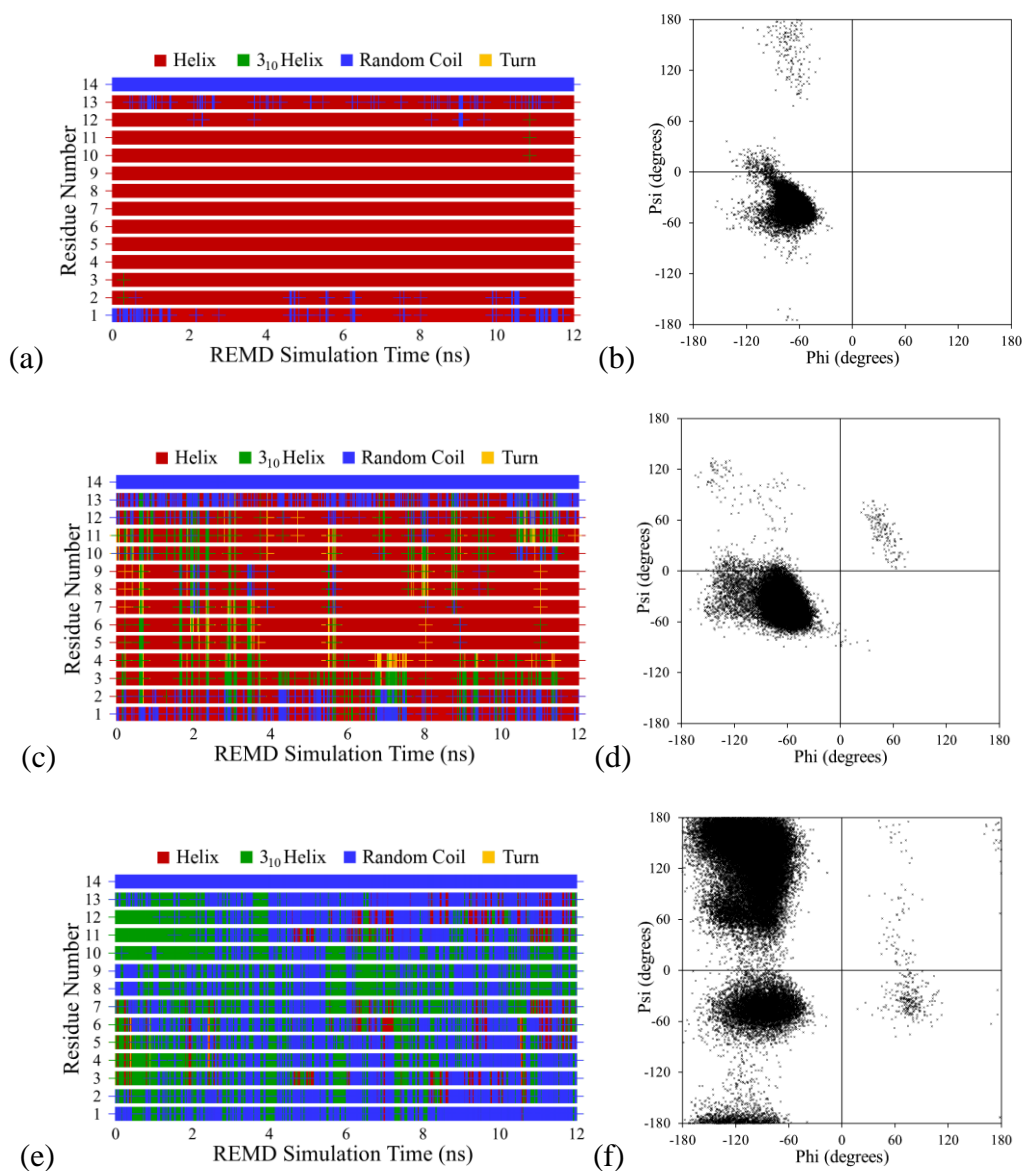 Helix 3₁₀ Helix Random Coil Turn
Residue Number
14
13
12
11
10
9
8
7
6
5
4
3
2
1
0 2 4 6 8 10 12
REMD Simulation Time (ns)
(a)
Psi (degrees)
180
120
60
0
-60
-120
-180
-180 -120 -60 0 60 120 180
Phi (degrees)
(b)
Helix 3₁₀ Helix Random Coil Turn
Residue Number
14
13
12
11
10
9
8
7
6
5
4
3
2
1
0 2 4 6 8 10 12
REMD Simulation Time (ns)
(c)
Psi (degrees)
180
120
60
0
-60
-120
-180
-180 -120 -60 0 60 120 180
Phi (degrees)
(d)
Helix 3₁₀ Helix Random Coil Turn
Residue Number
14
13
12
11
10
9
8
7
6
5
4
3
2
1
0 2 4 6 8 10 12
REMD Simulation Time (ns)
(e)
Psi (degrees)
180
120
60
0
-60
-120
-180
-180 -120 -60 0 60 120 180
Phi (degrees)
(f)